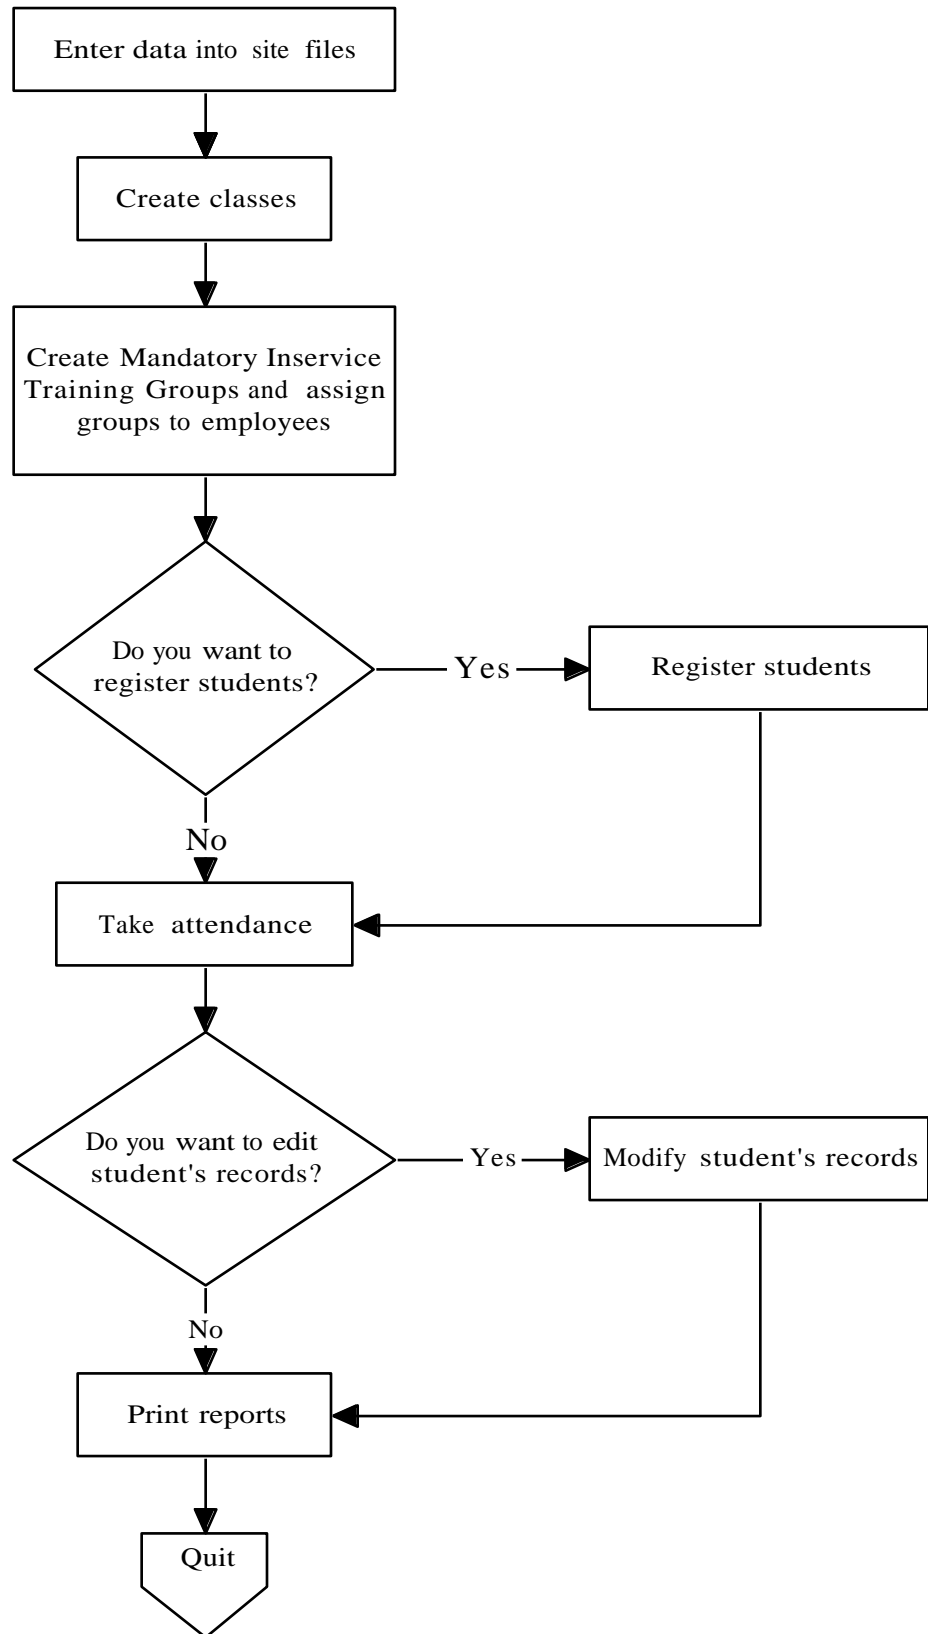 Enter data into site files
Create classes
Create Mandatory Inservice
Training Groups and assign
groups to employees
Do you want to
register students?
Yes
Register students
No
Take attendance
Do you want to edit
student's records?
Yes
Modify student's records
No
Print reports
Quit